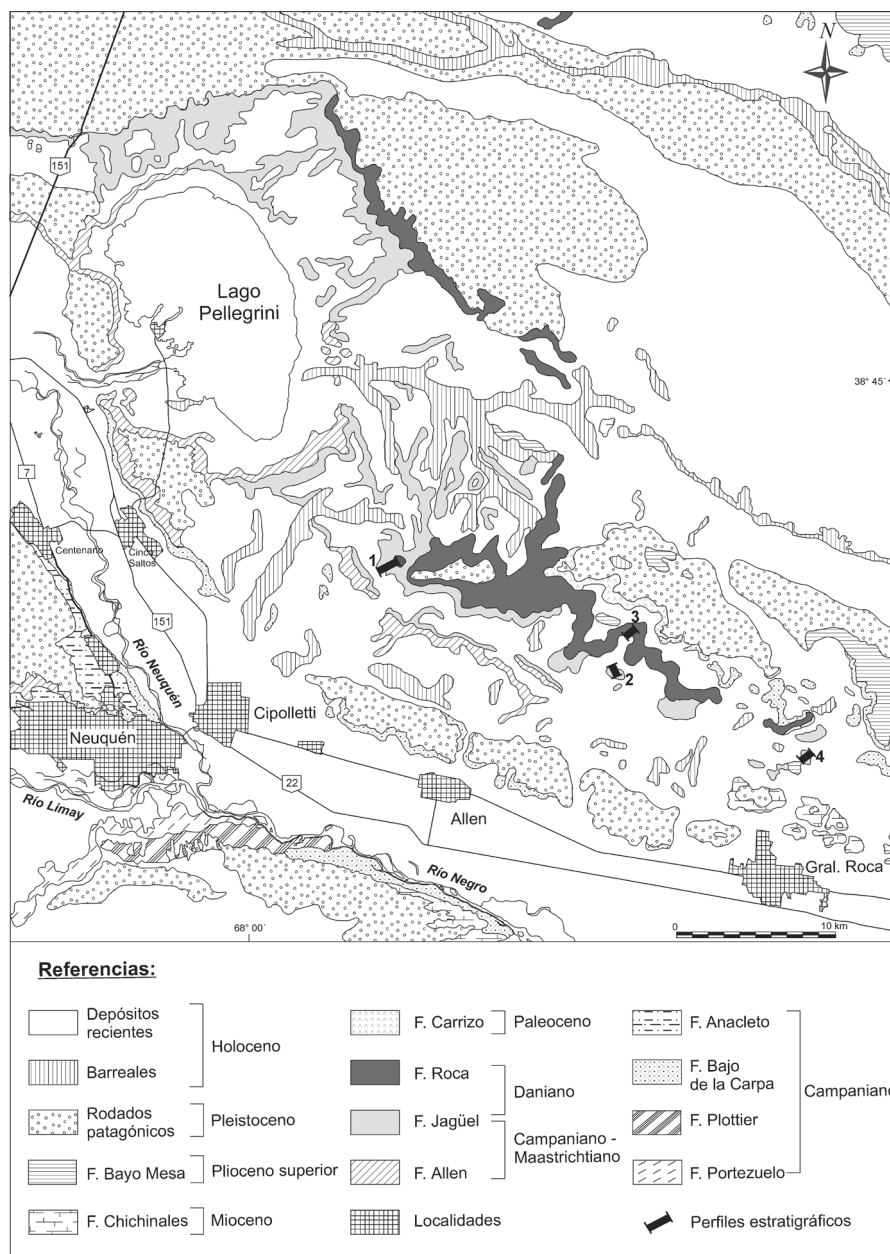 N
151
Lago
Pellegrini
38° 45´
7
Centenario
Cinco
Saltos
1
151
Río Neuquén
3
2
Neuquén
Cipolletti
4
22
Río Limay
Allen
Gral. Roca
Río Negro
68° 00´
0 10 km
Referencias:
Depósitos
recientes
Barreales
Holoceno
Rodados
patagónicos
Pleistoceno
F. Bayo Mesa
Plioceno superior
F. Chichinales
Mioceno
F. Carrizo
Paleoceno
F. Roca
Daniano
F. Jagüel
Campaniano -
Maastrichtiano
F. Allen
Localidades
F. Anacleto
F. Bajo
de la Carpa
Campaniano
F. Plottier
F. Portezuelo
Perfiles estratigráficos